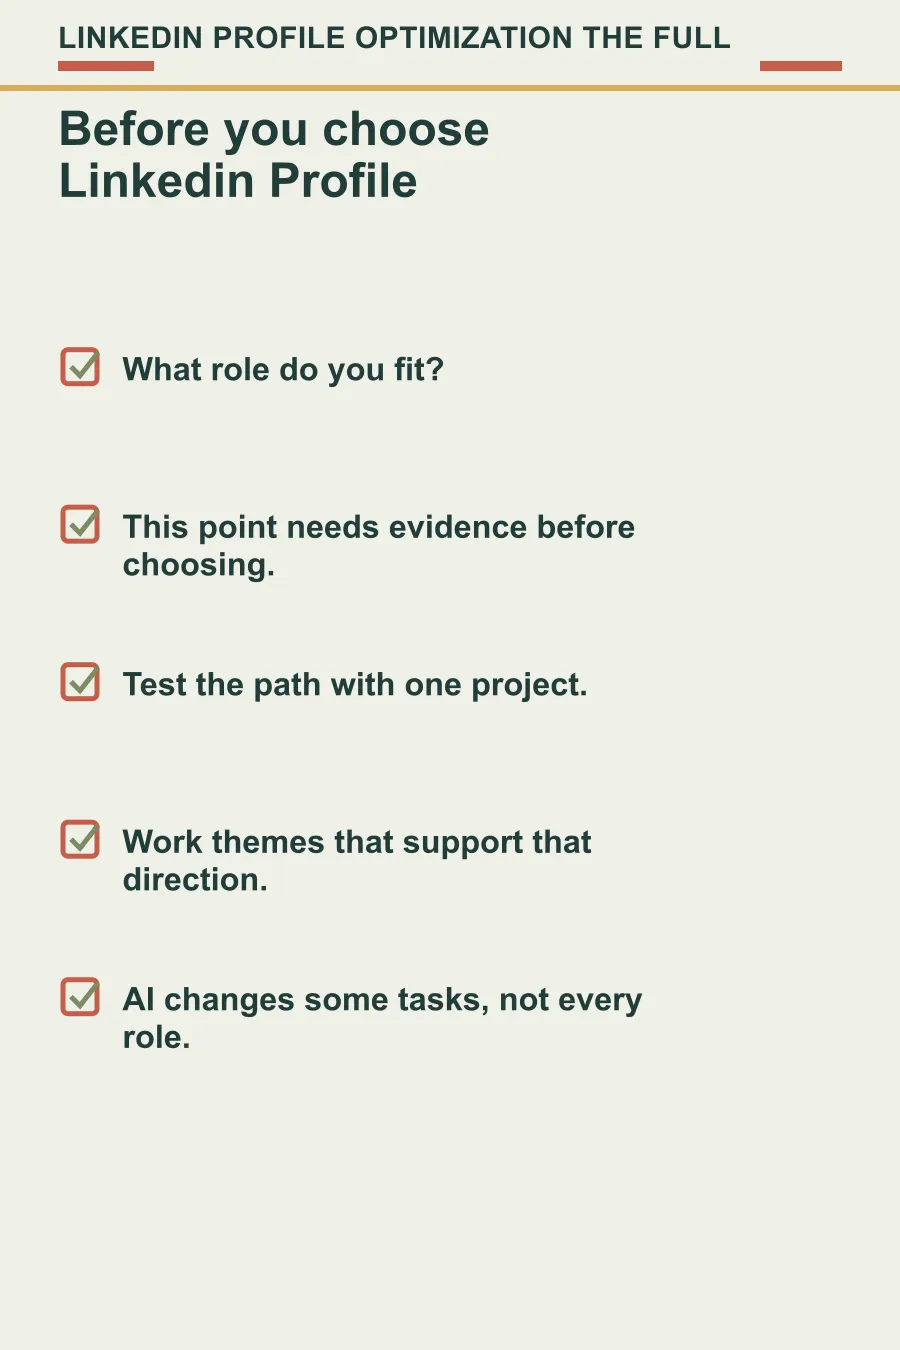 LINKEDIN PROFILE OPTIMIZATION THE FULL
Before you choose
Linkedin Profile
What role do you fit?
This point needs evidence before
choosing.
Test the path with one project.
Work themes that support that
direction.
AI changes some tasks, not every
role.